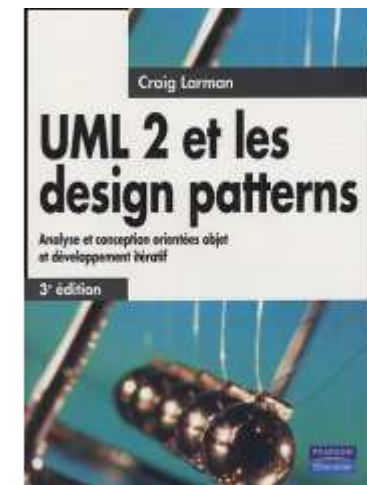 Craig Larman
UML 2 et les
design patterns
Analyse et conception orientées objet
et développement itératif
3e édition
PEARSON
Education